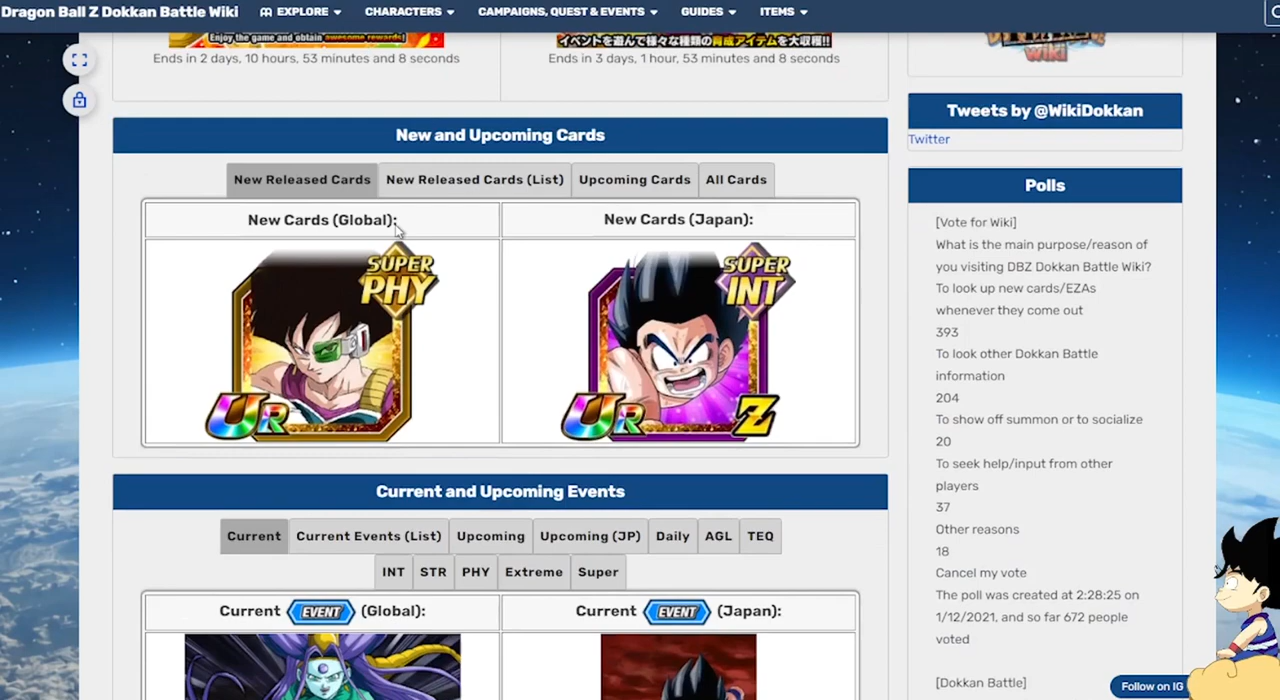 Dragon Ball Z Dokkan Battle Wiki
EXPLORE
CHARACTERS
CAMPAIGNS, QUEST & EVENTS
GUIDES
ITEMS
Enjoy the game and obtain awesome rewards!
イベントを遊んで様々な種類の育成アイテムを大収穫!!
wiki
Ends in 2 days, 10 hours, 53 minutes and 8 seconds
Ends in 3 days, 1 hour, 53 minutes and 8 seconds
New and Upcoming Cards
New Released Cards
New Released Cards (List)
Upcoming Cards
All Cards
New Cards (Global):
New Cards (Japan):
SUPER
PHY
UR
SUPER
INT
UR
Z
Current and Upcoming Events
Current
Current Events (List)
Upcoming
Upcoming (JP)
Daily
AGL
TEQ
INT
STR
PHY
Extreme
Super
Current EVENT (Global):
Current EVENT (Japan):
Tweets by @WikiDokkan
Twitter
Polls
[Vote for Wiki]
What is the main purpose/reason of
you visiting DBZ Dokkan Battle Wiki?
To look up new cards/EZAs
whenever they come out
393
To look other Dokkan Battle
information
204
To show off summon or to socialize
20
To seek help/input from other
players
37
Other reasons
18
Cancel my vote
The poll was created at 2:28:25 on
1/12/2021, and so far 672 people
voted
[Dokkan Battle]
Follow on IG